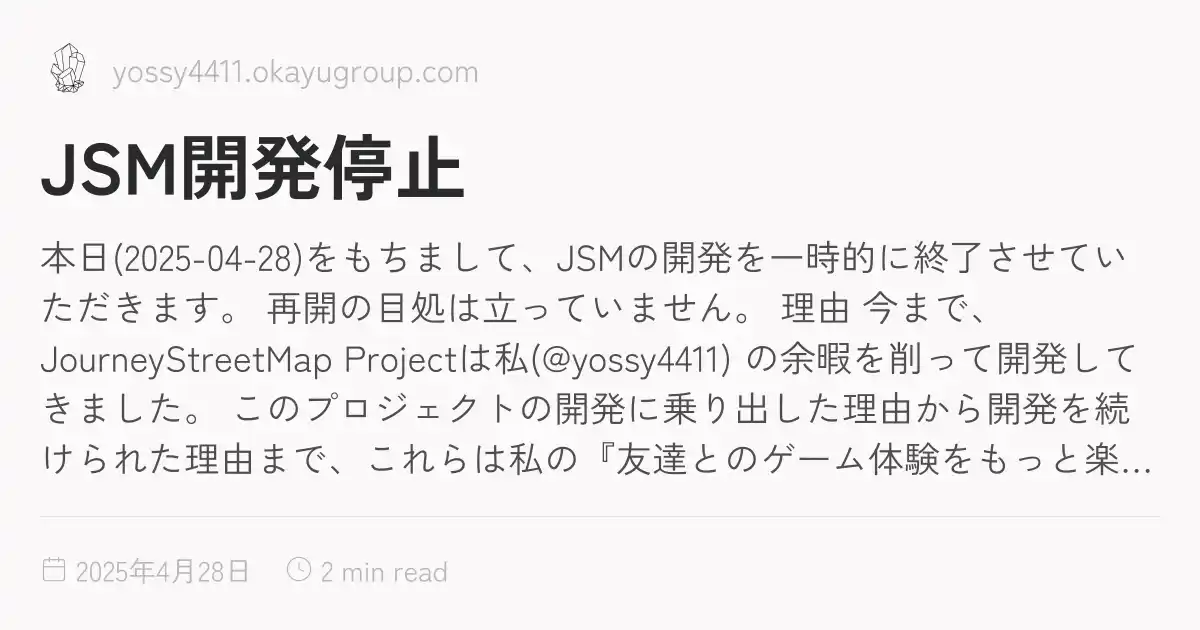 yossy4411.okayugroup.com
JSM開発停止
本日(2025-04-28)をもちまして、JSMの開発を一時的に終了させてい
ただきます。 再開の目処は立っていません。 理由 今まで、
JourneyStreetMap Projectは私(@yossy4411) の余暇を削って開発して
きました。 このプロジェクトの開発に乗り出した理由から開発を続
けられた理由まで、これらは私の『友達とのゲーム体験をもっと楽…
2025年4月28日
2 min read